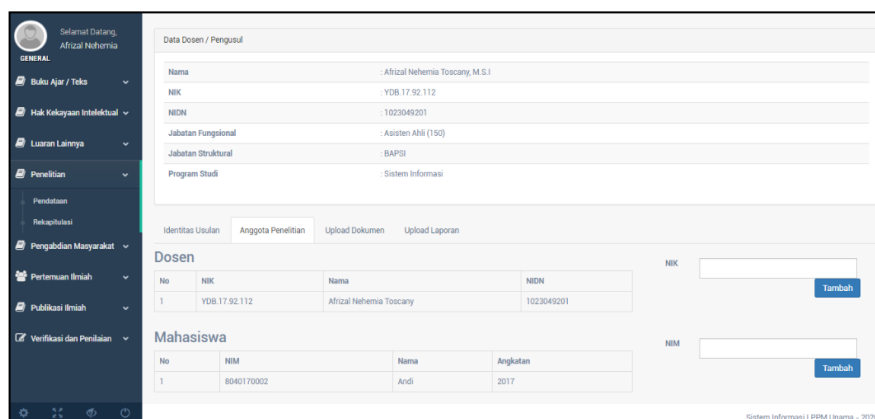 Selamat Datang,
Afrizal Nehemia
GENERAL
Buku Ajar / Teks
Hak Kekayaan Intelektual
Luaran Lainnya
Penelitian
Pendataan
Rekapitulasi
Pengabdian Masyarakat
Pertemuan Ilmiah
Publikasi Ilmiah
Verifikasi dan Penilaian
Data Dosen / Pengusul
Nama : Afrizal Nehemia Toscany, M.S.I
NIK : YDB.17.92.112
NIDN : 1023049201
Jabatan Fungsional : Asisten Ahli (150)
Jabatan Struktural : BAPSI
Program Studi : Sistem Informasi
Identitas Usulan Anggota Penelitian Upload Dokumen Upload Laporan
Dosen
No NIK Nama NIDN
1 YDB.17.92.112 Afrizal Nehemia Toscany 1023049201
NIK
Tambah
Mahasiswa
No NIM Nama Angkatan
1 8040170002 Andi 2017
NIM
Tambah
Sistem Informasi LPPM Unama - 2020